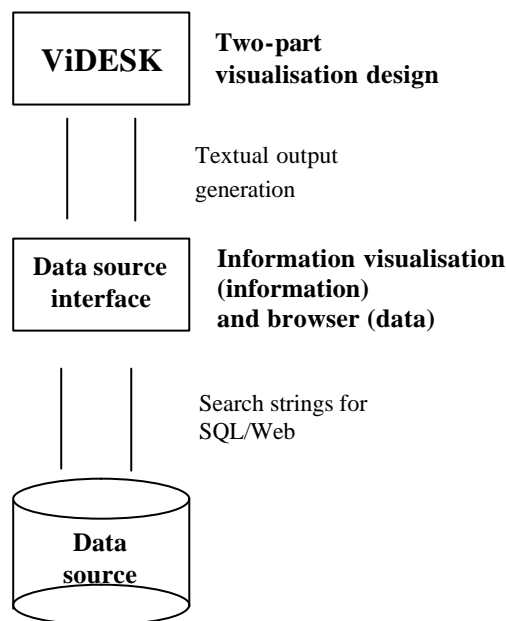 ViDESK
Two-part
visualisation design
Textual output
generation
Data source
interface
Information visualisation
(information)
and browser (data)
Search strings for
SQL/Web
Data
source